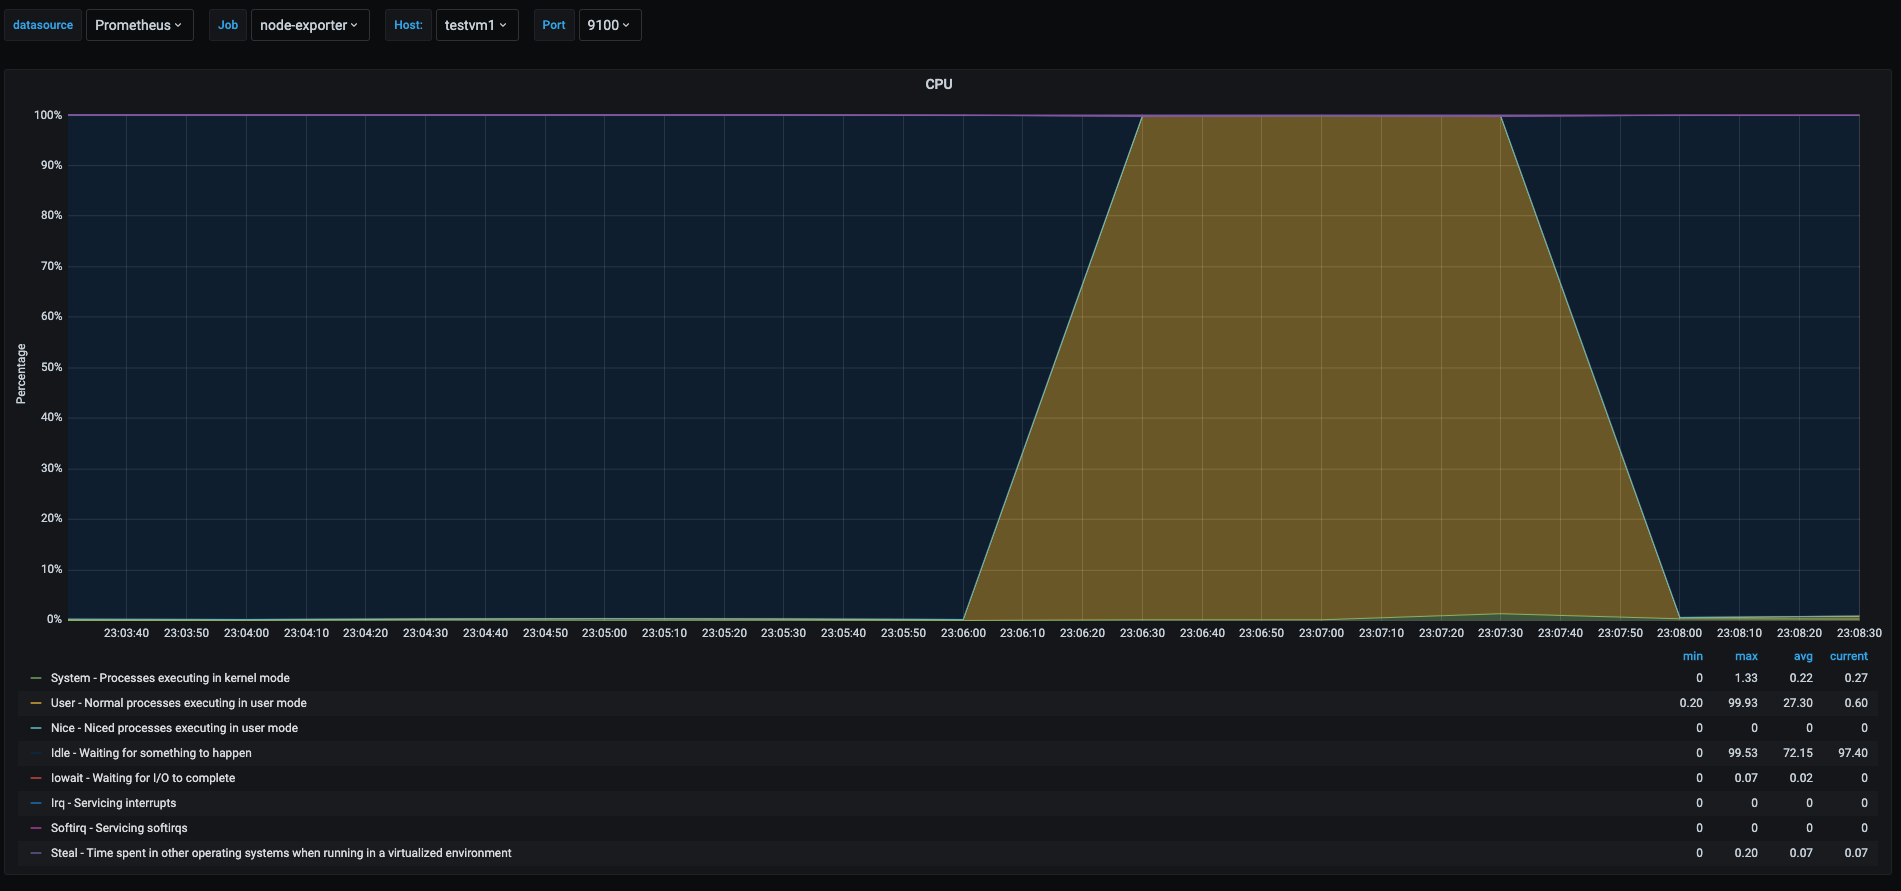 datasource Prometheus Job node-exporter Host: testvm1 Port 9100
CPU
100%
90%
80%
70%
60%
50%
40%
30%
20%
10%
0%
Percentage
23:03:40 23:03:50 23:04:00 23:04:10 23:04:20 23:04:30 23:04:40 23:04:50 23:05:00 23:05:10 23:05:20 23:05:30 23:05:40 23:05:50 23:06:00 23:06:10 23:06:20 23:06:30 23:06:40 23:06:50 23:07:00 23:07:10 23:07:20 23:07:30 23:07:40 23:07:50 23:08:00 23:08:10 23:08:20 23:08:30
min max avg current
System - Processes executing in kernel mode 0 1.33 0.22 0.27
User - Normal processes executing in user mode 0.20 99.93 27.30 0.60
Nice - Niced processes executing in user mode 0 0 0 0
Idle - Waiting for something to happen 0 99.53 72.15 97.40
Iowait - Waiting for I/O to complete 0 0.07 0.02 0
Irq - Servicing interrupts 0 0 0 0
Softirq - Servicing softirqs 0 0 0 0
Steal - Time spent in other operating systems when running in a virtualized environment 0 0.20 0.07 0.07